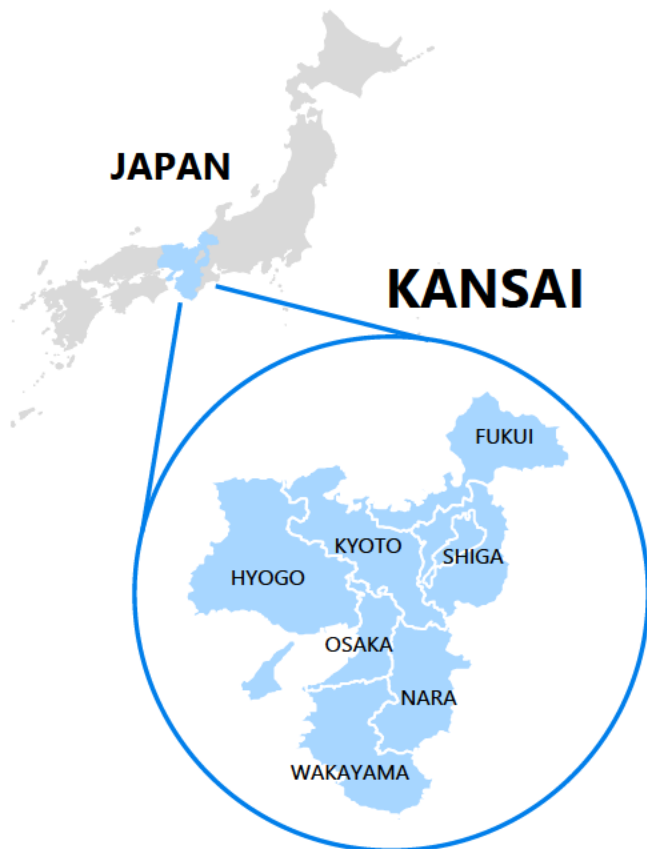 JAPAN
KANSAI
FUKUI
KYOTO
SHIGA
HYOGO
OSAKA
NARA
WAKAYAMA